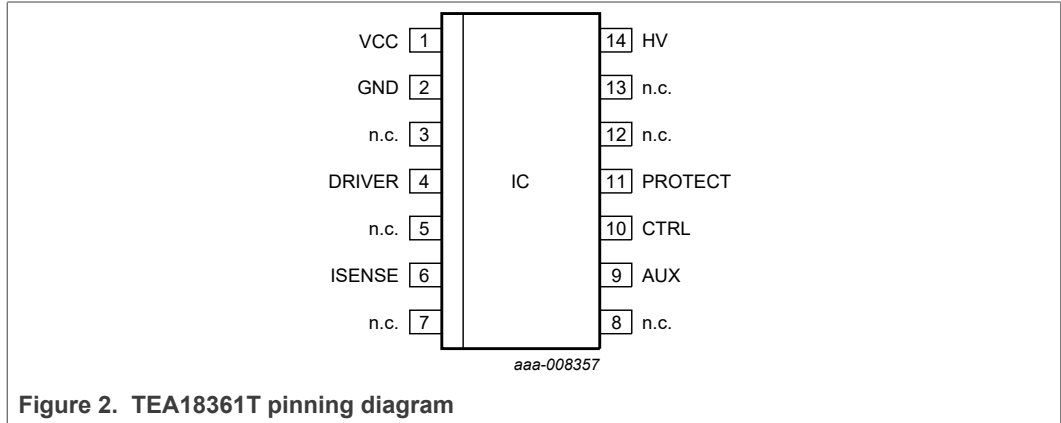 VCC 1 14 HV
GND 2 13 n.c.
n.c. 3 12 n.c.
DRIVER 4 IC 11 PROTECT
n.c. 5 10 CTRL
ISENSE 6 9 AUX
n.c. 7 8 n.c.
aaa-008357
Figure 2. TEA18361T pinning diagram